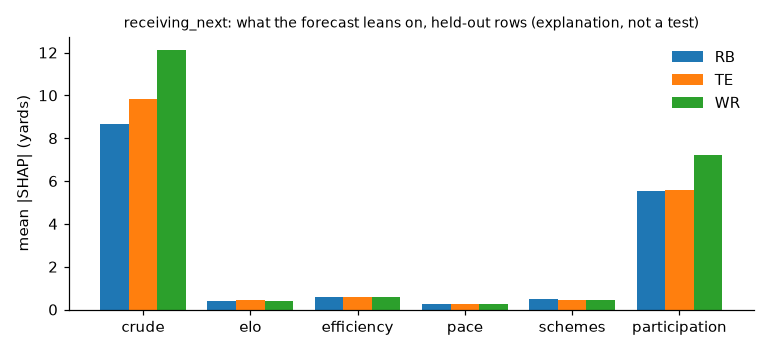 receiving_next: what the forecast leans on, held-out rows (explanation, not a test)
mean |SHAP| (yards)
12
10
8
6
4
2
0
RB
TE
WR
crude elo efficiency pace schemes participation